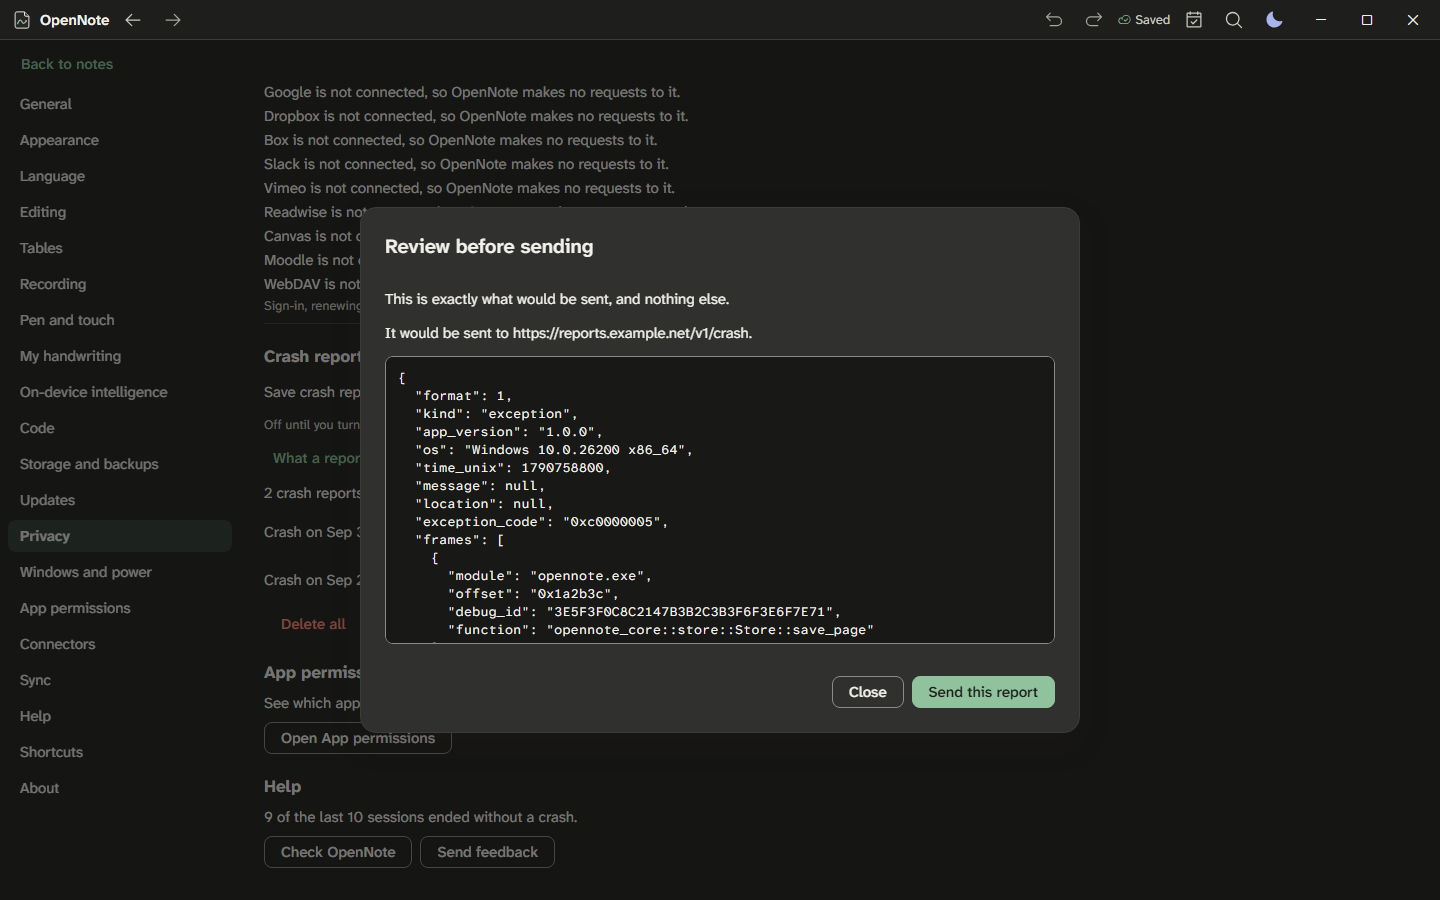 OpenNote
Saved
Back to notes
General
Appearance
Language
Editing
Tables
Recording
Pen and touch
My handwriting
On-device intelligence
Code
Storage and backups
Updates
Privacy
Windows and power
App permissions
Connectors
Sync
Help
Shortcuts
About
Google is not connected, so OpenNote makes no requests to it.
Dropbox is not connected, so OpenNote makes no requests to it.
Box is not connected, so OpenNote makes no requests to it.
Slack is not connected, so OpenNote makes no requests to it.
Vimeo is not connected, so OpenNote makes no requests to it.
Readwise is not
Canvas is not
Moodle is not
WebDAV is not
Sign-in, renewing
Crash report
Save crash rep
Off until you turn
What a repor
2 crash reports
Crash on Sep
Crash on Sep 2
Delete all
App permiss
See which app
Open App permissions
Help
9 of the last 10 sessions ended without a crash.
Check OpenNote
Send feedback
Review before sending
This is exactly what would be sent, and nothing else.
It would be sent to https://reports.example.net/v1/crash.
{
"format": 1,
"kind": "exception",
"app_version": "1.0.0",
"os": "Windows 10.0.26200 x86_64",
"time_unix": 1790758800,
"message": null,
"location": null,
"exception_code": "0xc0000005",
"frames": [
{
"module": "opennote.exe",
"offset": "0x1a2b3c",
"debug_id": "3E5F3F0C8C2147B3B2C3B3F6F3E6F7E71",
"function": "opennote_core::store::Store::save_page"
Close
Send this report